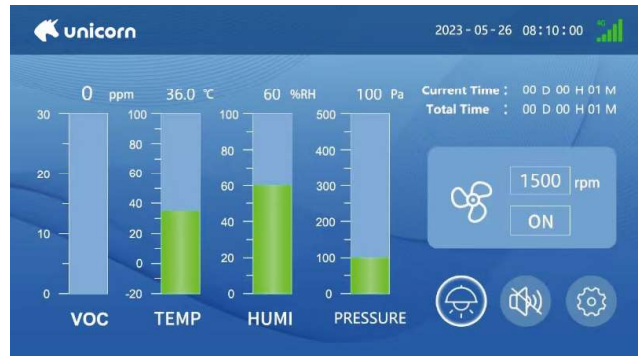 unicorn
2023-05-26 08:10:00 4G
0 ppm 36.0 ℃ 60 %RH 100 Pa
Current Time： 00 D 00 H 01 M
Total Time ： 00 D 00 H 01 M
30 20 10 0
100 80 60 40 20 0 -20
100 80 60 40 20 0
500 400 300 200 100 0
VOC TEMP HUMI PRESSURE
1500 rpm
ON